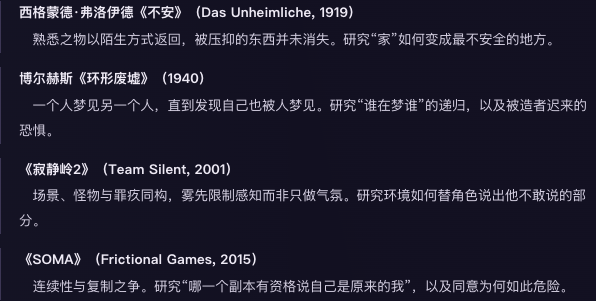 西格蒙德·弗洛伊德《不安》（Das Unheimliche, 1919）
熟悉之物以陌生方式返回，被压抑的东西并未消失。研究“家”如何变成最不安全的地方。
博尔赫斯《环形废墟》（1940）
一个人梦见另一个人，直到发现自己也被人梦见。研究“谁在梦谁”的递归，以及被造者迟来的
恐惧。
《寂静岭2》（Team Silent, 2001）
场景、怪物与罪疚同构，雾先限制感知而非只做气氛。研究环境如何替角色说出他不敢说的部
分。
《SOMA》（Frictional Games, 2015）
连续性与复制之争。研究“哪一个副本有资格说自己是原来的我”，以及同意为何如此危险。